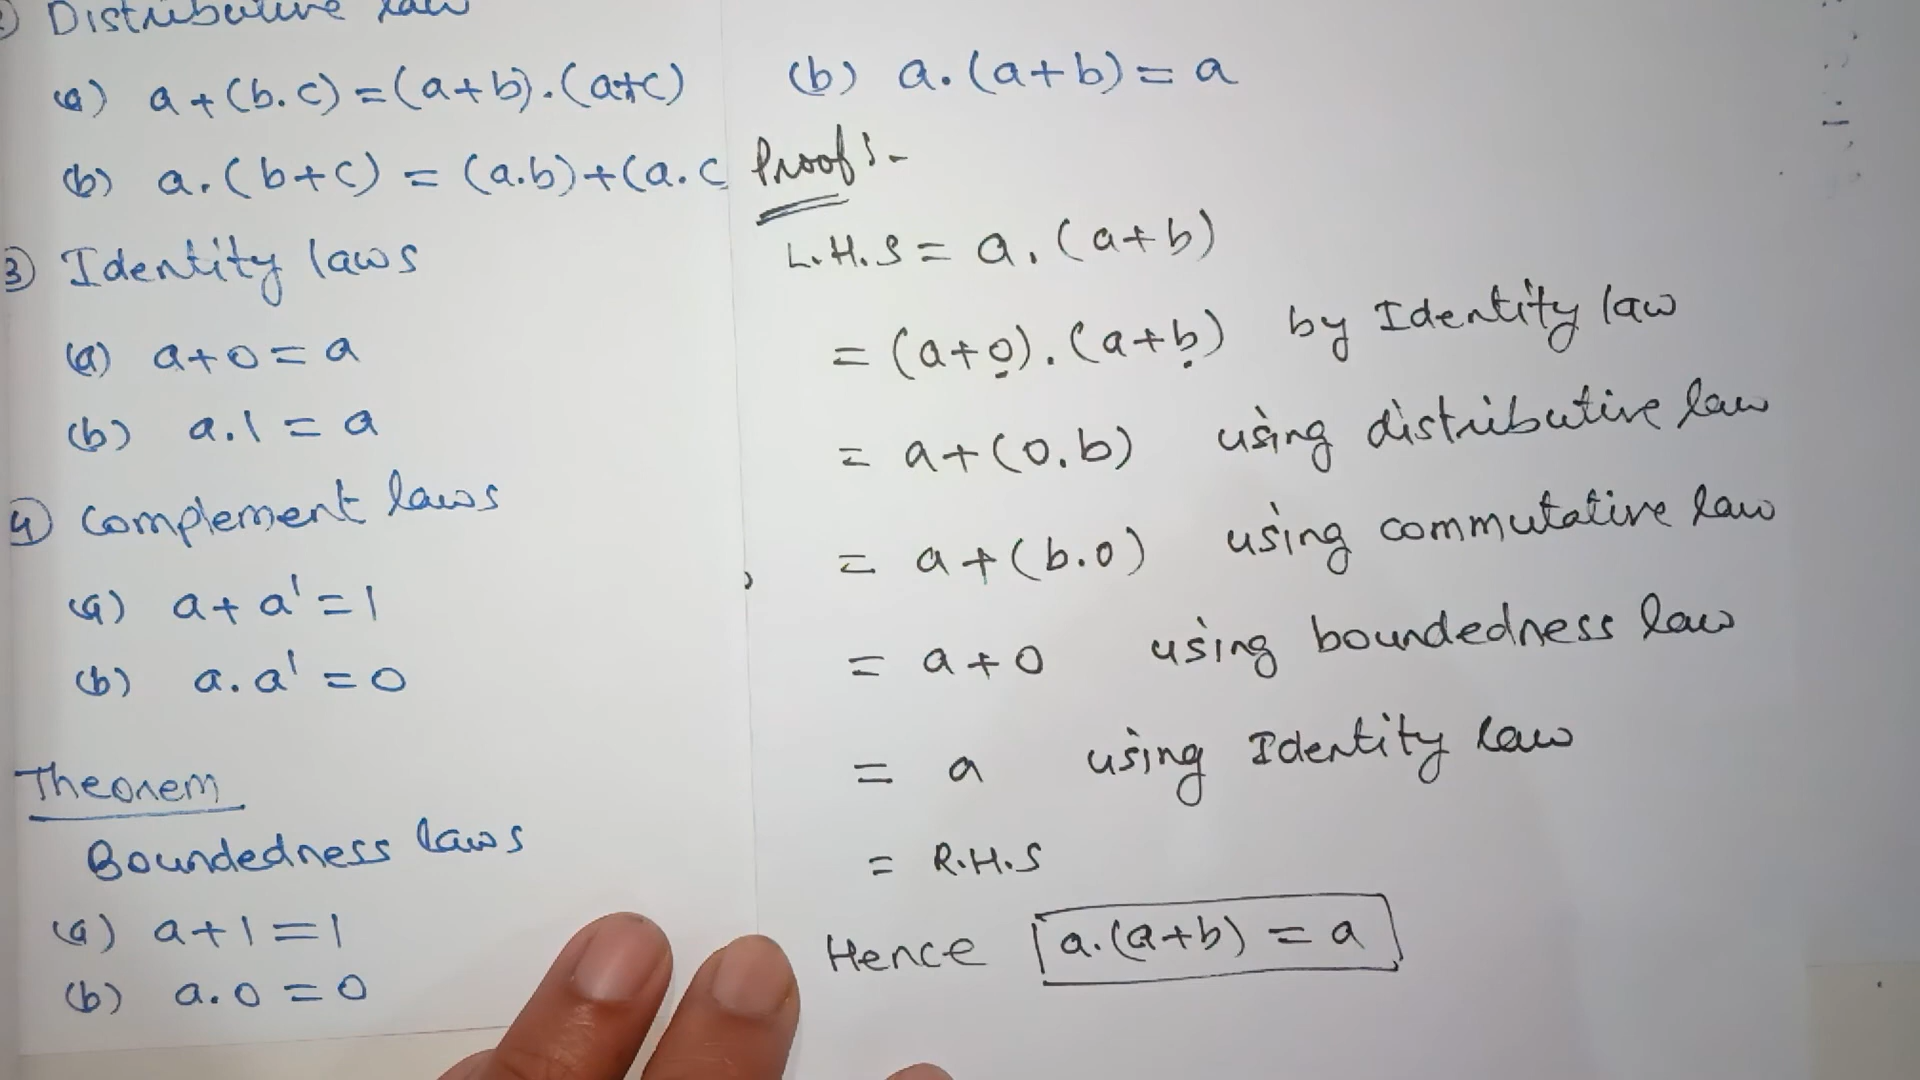 Distributive law
(a) a+(b.c)=(a+b).(a+c)
(b) a.(b+c) = (a.b)+(a.c
3 Identity laws
(a) a+0=a
(b) a.1=a
4 Complement laws
(a) a+a'=1
(b) a.a'=0
Theorem
Boundedness laws
(a) a+1=1
(b) a.0=0
(b) a.(a+b)=a
Proof:-
L.H.S = a.(a+b)
= (a+0).(a+b) by Identity law
= a+(0.b) using distributive law
= a+(b.0) using commutative law
= a+0 using boundedness law
= a using Identity law
= R.H.S
Hence a.(a+b) = a